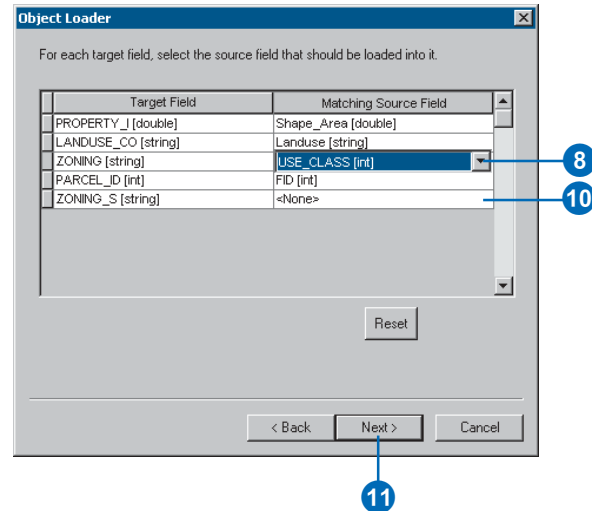 Object Loader
For each target field, select the source field that should be loaded into it.
Target Field Matching Source Field
PROPERTY_I [double] Shape_Area [double]
LANDUSE_CO [string] Landuse [string]
ZONING [string] USE_CLASS [int] 8
PARCEL_ID [int] FID [int]
ZONING_S [string] <None> 10
Reset
< Back Next > Cancel
11